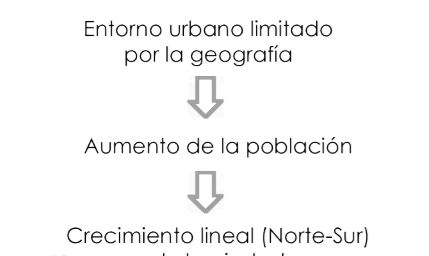 Entorno urbano limitado
por la geografía
Aumento de la población
Crecimiento lineal (Norte-Sur)